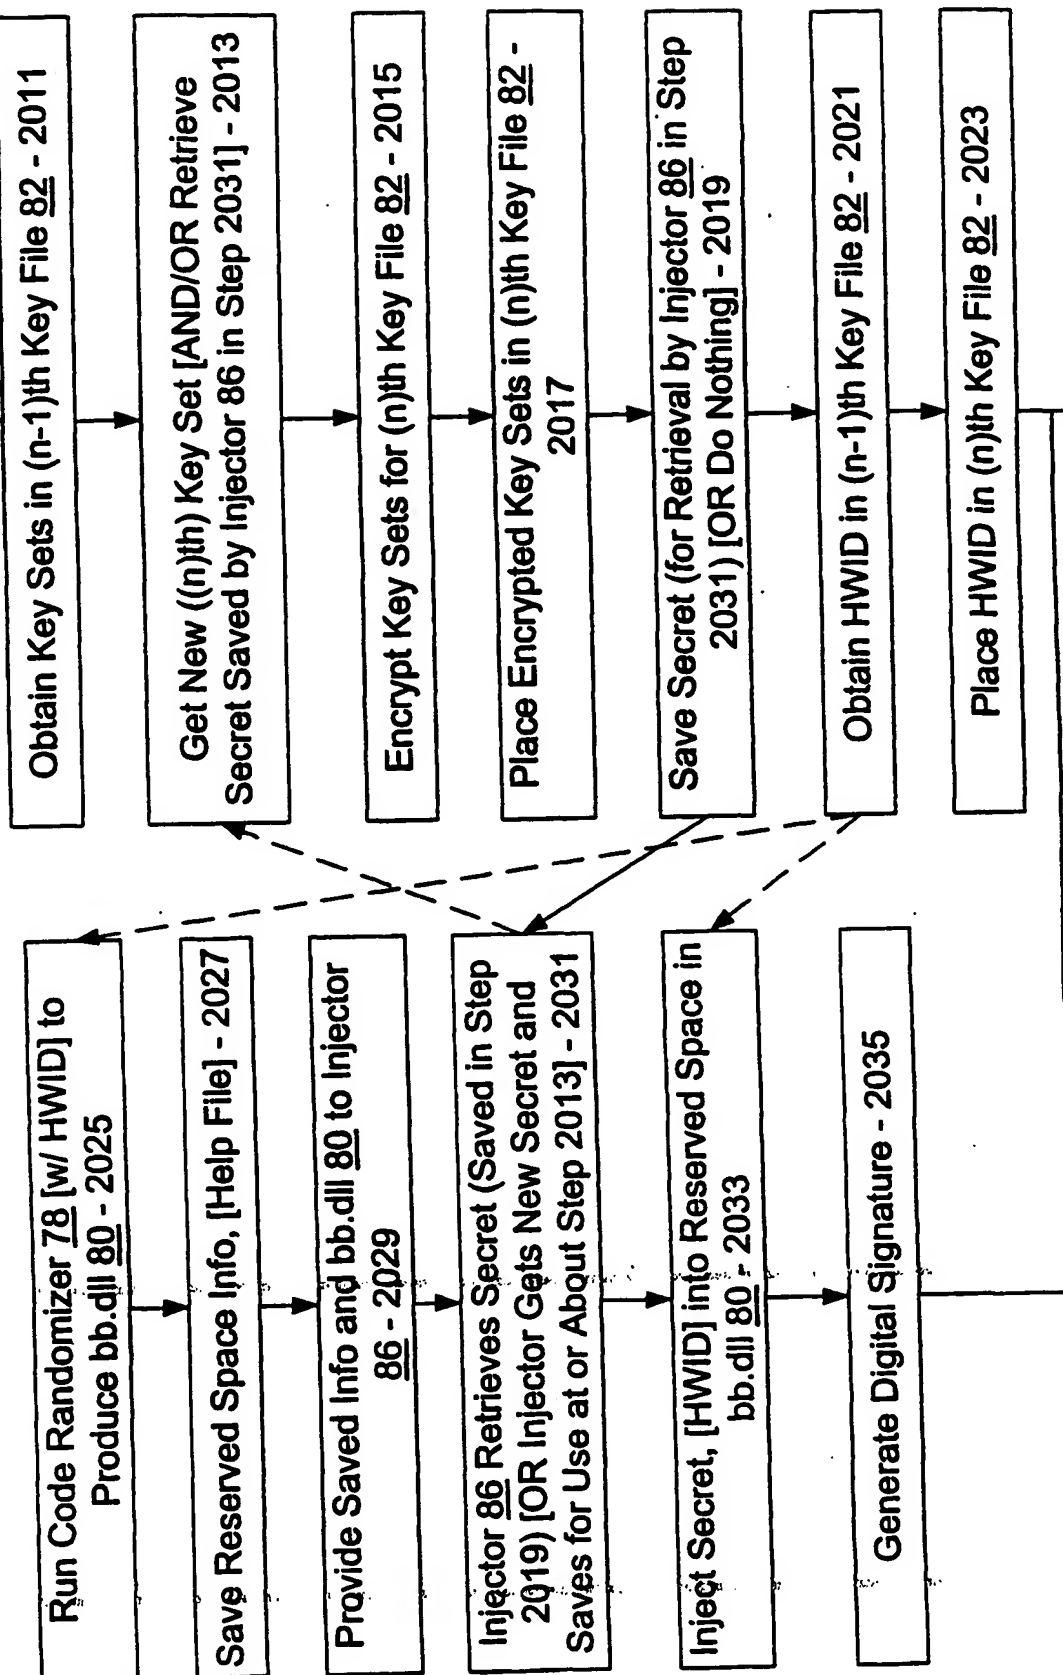 Obtain Key Sets in (n-1)th Key File 82 - 2011
Get New ((n)th) Key Set [AND/OR Retrieve
Secret Saved by Injector 86 in Step 2031] - 2013
Encrypt Key Sets for (n)th Key File 82 - 2015
Place Encrypted Key Sets in (n)th Key File 82 -
2017
Save Secret (for Retrieval by Injector 86 in Step
2031) [OR Do Nothing] - 2019
Obtain HWID in (n-1)th Key File 82 - 2021
Place HWID in (n)th Key File 82 - 2023
Run Code Randomizer 78 [w/ HWID] to
Produce bb.dll 80 - 2025
Save Reserved Space Info, [Help File] - 2027
Provide Saved Info and bb.dll 80 to Injector
86 - 2029
Injector 86 Retrieves Secret (Saved in Step
2019) [OR Injector Gets New Secret and
Saves for Use at or About Step 2013] - 2031
Inject Secret, [HWID] into Reserved Space in
bb.dll 80 - 2033
Generate Digital Signature - 2035